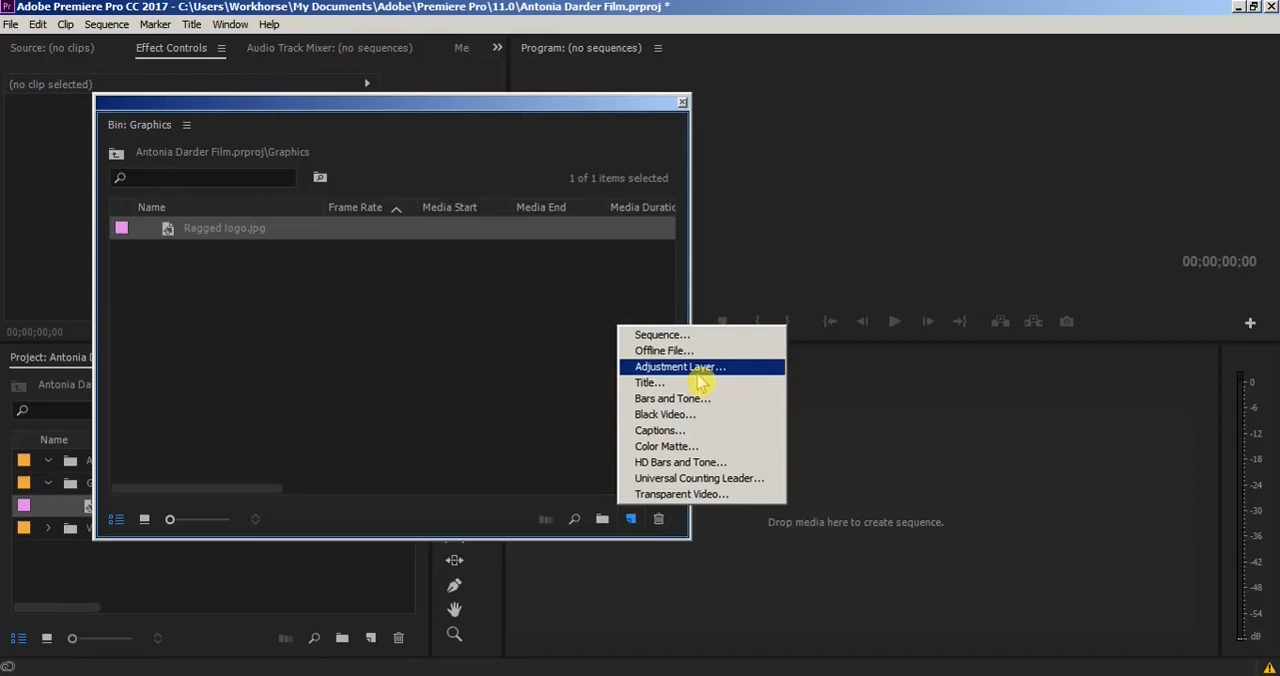 Pr Adobe Premiere Pro CC 2017 - C:\Users\Workhorse\My Documents\Adobe\Premiere Pro\11.0\Antonia Darder Film.prproj *
File Edit Clip Sequence Marker Title Window Help
Source: (no clips) Effect Controls Audio Track Mixer: (no sequences) Me
Program: (no sequences)
(no clip selected)
Bin: Graphics
Antonia Darder Film.prproj\Graphics
1 of 1 items selected
Name Frame Rate Media Start Media End Media Duratic
Ragged logo.jpg
00;00;00;00
00;00;00;00
Sequence...
Offline File...
Adjustment Layer...
Title...
Bars and Tone...
Black Video...
Captions...
Color Matte...
HD Bars and Tone...
Universal Counting Leader...
Transparent Video...
Project: Antonia D
Antonia Da
Name
A
G
V
Drop media here to create sequence.
0
-6
-12
-18
-24
-30
-36
-42
-48
-54
dB